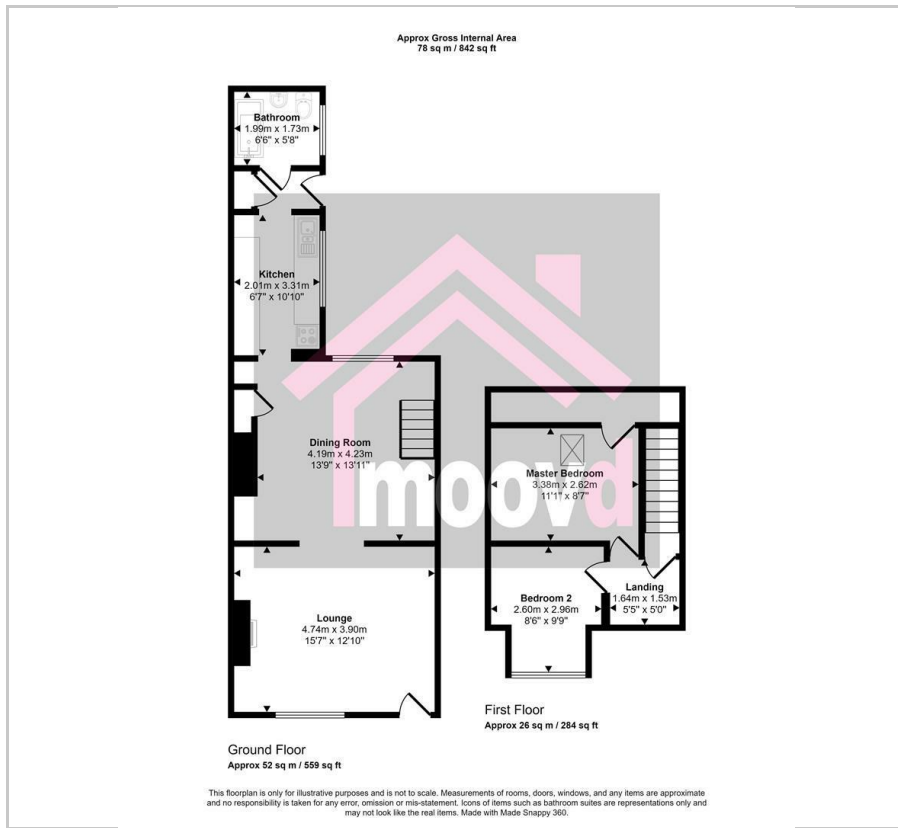 Approx Gross Internal Area
78 sq m / 842 sq ft
Bathroom
1.99m x 1.73m
6'6" x 5'8"
Kitchen
2.01m x 3.31m
6'7" x 10'10"
Dining Room
4.19m x 4.23m
13'9" x 13'11"
Master Bedroom
3.38m x 2.62m
11'1" x 8'7"
moovd
Lounge
4.74m x 3.90m
15'7" x 12'10"
Bedroom 2
2.60m x 2.96m
8'6" x 9'9"
Landing
1.64m x 1.53m
5'5" x 5'0"
Ground Floor
Approx 52 sq m / 559 sq ft
First Floor
Approx 26 sq m / 284 sq ft
This floorplan is only for illustrative purposes and is not to scale. Measurements of rooms, doors, windows, and any items are approximate
and no responsibility is taken for any error, omission or mis-statement. Icons of items such as bathroom suites are representations only and
may not look like the real items. Made with Made Snappy 360.